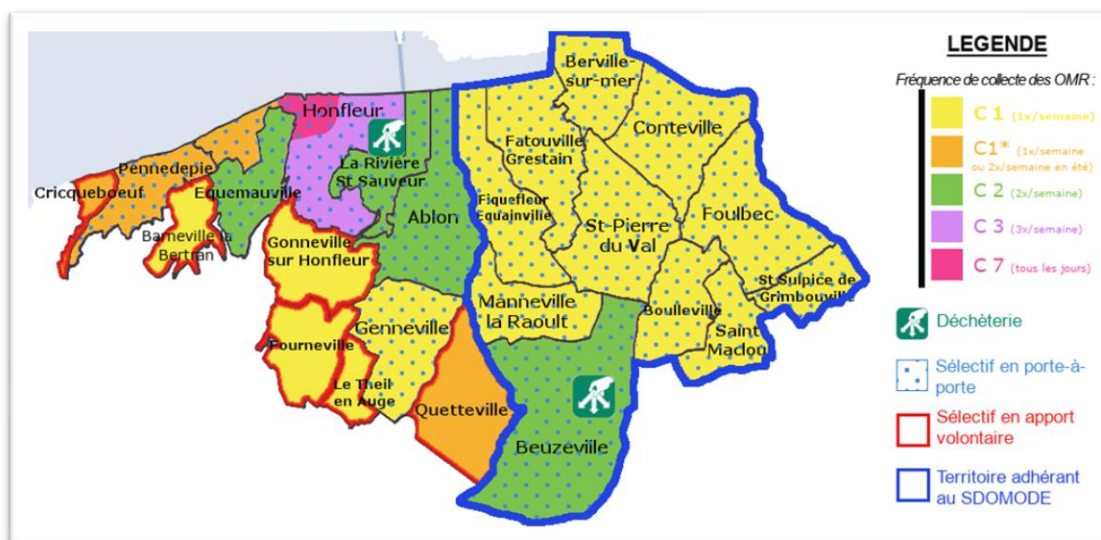 Berville-
sur-mer
Honfleur
Conteville
Fatouville
Grestain
La Rivière
St Sauveur
Pennedepie
Cricqueboeuf
Equemauville
Fiquefleur
Equainville
Ablon
St-Pierre
du Val
Foulbec
Barneville la
Bertran
Gonneville
sur Honfleur
St Sulpice de
Grimbouville
Manneville
la Raoult
Boulleville
Genneville
Saint
Maclou
Fourneville
Le Theil
en Auge
Quetteville
Beuzeville
LEGENDE
Fréquence de collecte des OMR :
C 1 (1x/semaine)
C1* (1x/semaine
ou 2x/semaine en été)
C 2 (2x/semaine)
C 3 (3x/semaine)
C 7 (tous les jours)
Déchèterie
Sélectif en porte-à-
porte
Sélectif en apport
volontaire
Territoire adhérant
au SDOMODE